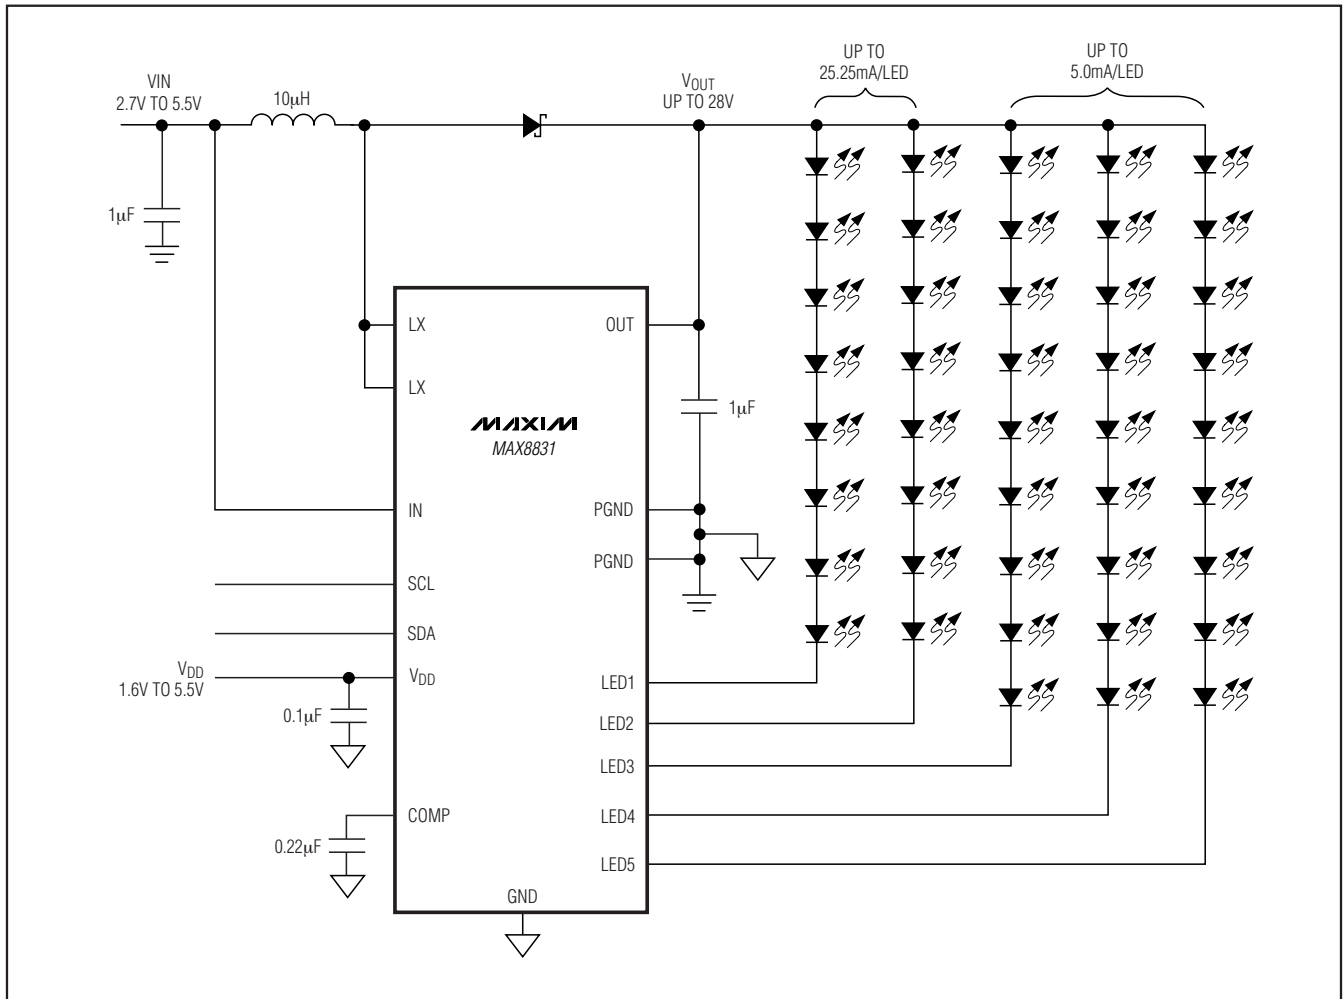 VIN
2.7V TO 5.5V
10µH
VOUT
UP TO 28V
UP TO
25.25mA/LED
UP TO
5.0mA/LED
1µF
LX
OUT
LX
1µF
MAXIM
MAX8831
IN
PGND
PGND
SCL
SDA
VDD
1.6V TO 5.5V
VDD
LED1
0.1µF
LED2
LED3
COMP
LED4
0.22µF
LED5
GND